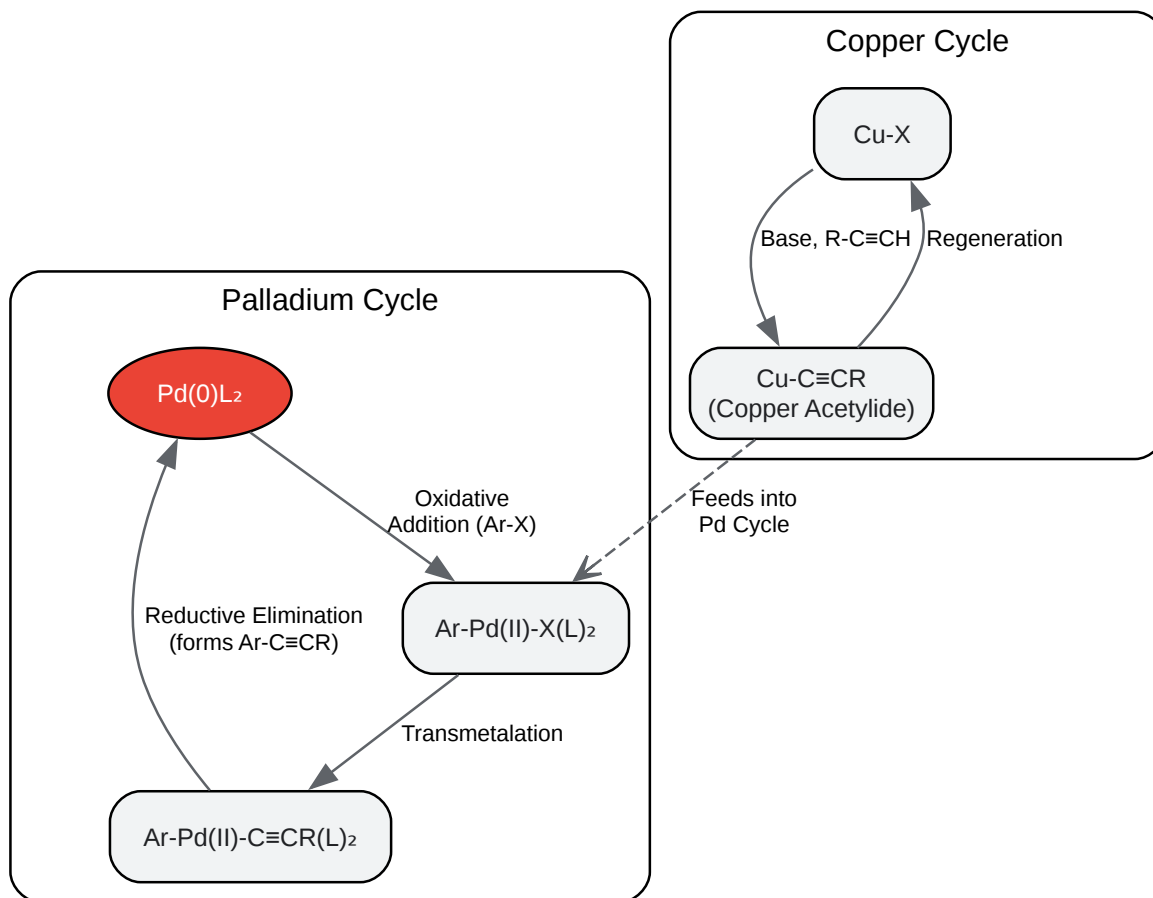 Copper Cycle
Cu-X
Base, R-C≡CH
Regeneration
Cu-C≡CR
(Copper Acetylide)
Feeds into
Pd Cycle
Palladium Cycle
Pd(0)L₂
Oxidative
Addition (Ar-X)
Ar-Pd(II)-X(L)₂
Reductive Elimination
(forms Ar-C≡CR)
Transmetalation
Ar-Pd(II)-C≡CR(L)₂